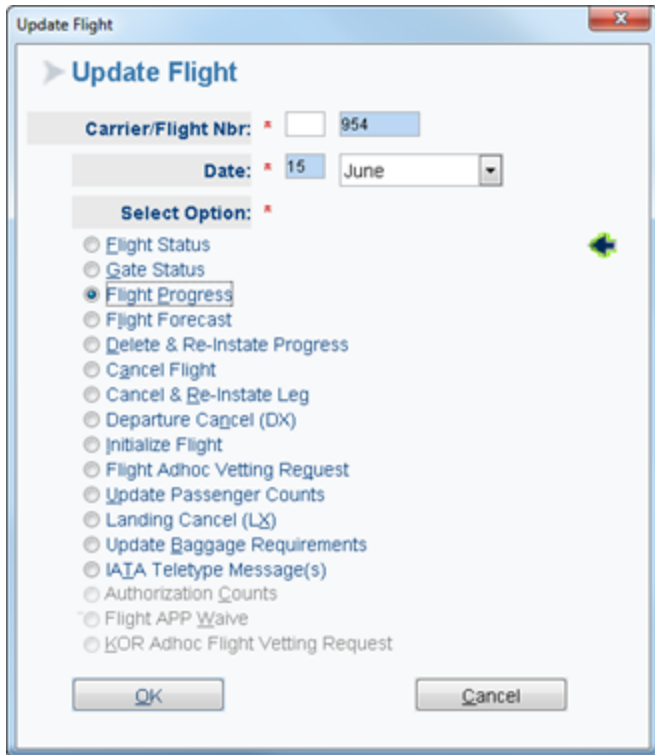 Update Flight
Update Flight
Carrier/Flight Nbr: * 954
Date: * 15 June
Select Option: *
Flight Status
Gate Status
Flight Progress
Flight Forecast
Delete & Re-Instate Progress
Cancel Flight
Cancel & Re-Instate Leg
Departure Cancel (DX)
Initialize Flight
Flight Adhoc Vetting Request
Update Passenger Counts
Landing Cancel (LX)
Update Baggage Requirements
IATA Teletype Message(s)
Authorization Counts
Flight APP Waive
KOR Adhoc Flight Vetting Request
OK Cancel